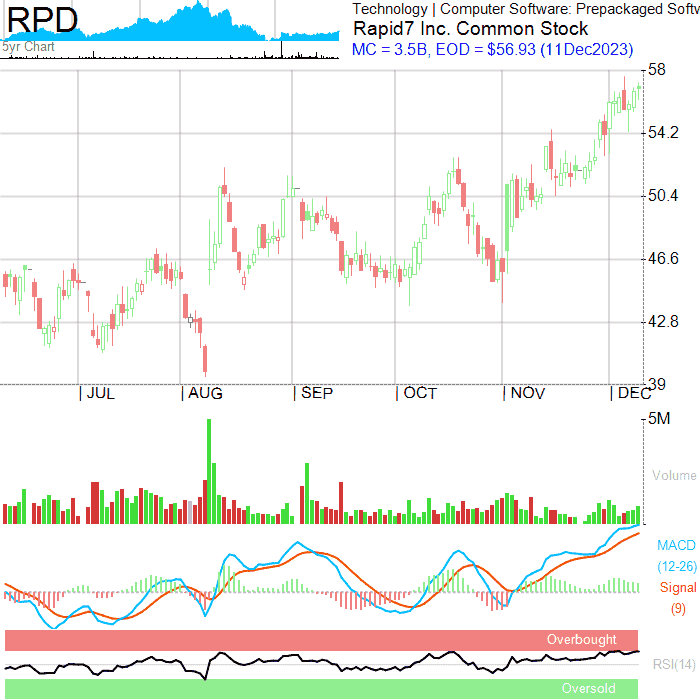 RPD
5yr Chart
Technology | Computer Software: Prepackaged Softw
Rapid7 Inc. Common Stock
MC = 3.5B, EOD = $56.93 (11Dec2023)
58
54.2
50.4
46.6
42.8
39
| JUL | AUG | SEP | OCT | NOV | DEC
5M
Volume
MACD
(12-26)
Signal
(9)
Overbought
RSI(14)
Oversold